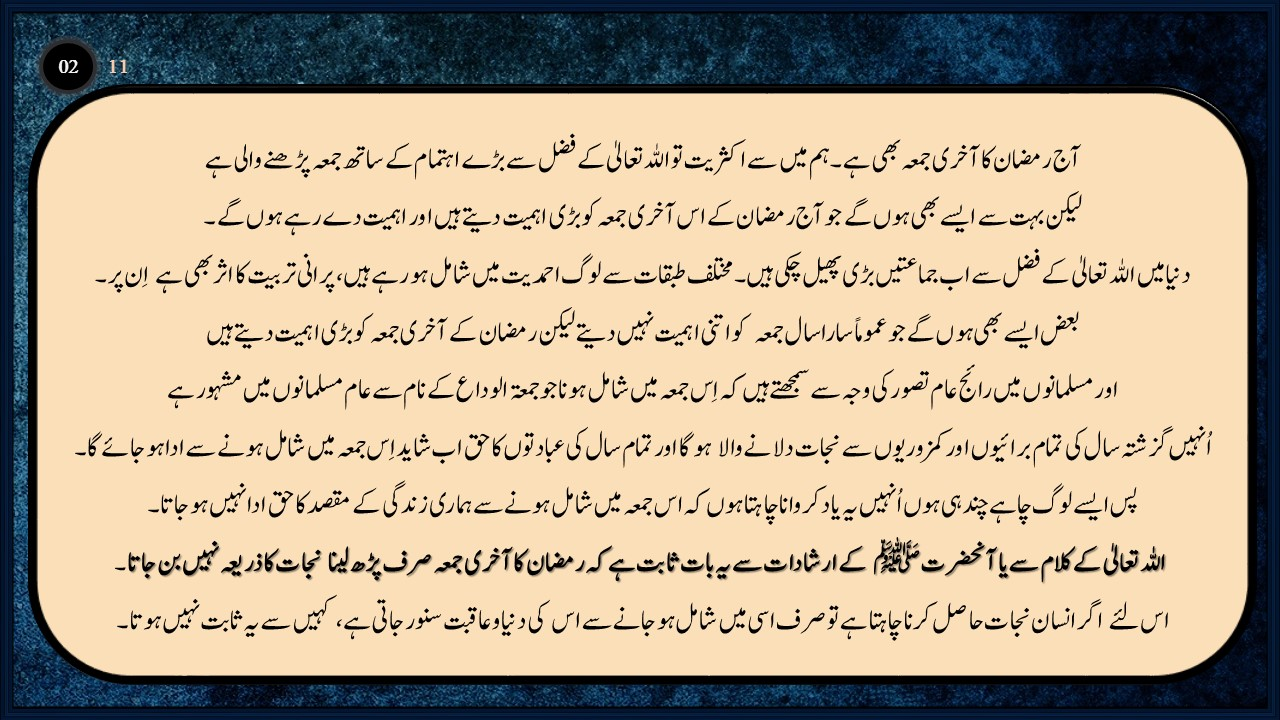 02 11
آج رمضان کا آخری جمعہ بھی ہے۔ہم میں سے اکثریت تو اللہ تعالیٰ کے فضل سے بڑے اہتمام کے ساتھ جمعہ پڑھنے والی ہے
لیکن بہت سے ایسے بھی ہوں گے جو آج رمضان کے اس آخری جمعہ کو بڑی اہمیت دیتے ہیں اور اہمیت دے رہے ہوں گے۔
دنیا میں اللہ تعالیٰ کے فضل سے اب جماعتیں بڑی پھیل چکی ہیں۔ مختلف طبقات سے لوگ احمدیت میں شامل ہو رہے ہیں، پرانی تربیت کا اثر بھی ہے اِن پر۔
بعض ایسے بھی ہوں گے جو عموماً سارا سال جمعہ کو اتنی اہمیت نہیں دیتے لیکن رمضان کے آخری جمعہ کو بڑی اہمیت دیتے ہیں
اور مسلمانوں میں رائج عام تصور کی وجہ سے سمجھتے ہیں کہ اِس جمعہ میں شامل ہونا جو جمعۃ الوداع کے نام سے عام مسلمانوں میں مشہور ہے
اُنہیں گزشتہ سال کی تمام برائیوں اور کمزوریوں سے نجات دلانے والا ہو گا اور تمام سال کی عبادتوں کا حق اب شاید اِس جمعہ میں شامل ہونے سے ادا ہو جائے گا۔
پس ایسے لوگ چاہے چند ہی ہوں اُنہیں یہ یاد کروانا چاہتا ہوں کہ اس جمعہ میں شامل ہونے سے ہماری زندگی کے مقصد کا حق ادا نہیں ہو جاتا۔
اللہ تعالیٰ کے کلام سے یا آنحضرت ﷺ کے ارشادات سے یہ بات ثابت ہے کہ رمضان کا آخری جمعہ صرف پڑھ لینا نجات کا ذریعہ نہیں بن جاتا۔
اس لئے اگر انسان نجات حاصل کرنا چاہتا ہے تو صرف اسی میں شامل ہو جانے سے اس کی دنیا و عاقبت سنور جاتی ہے، کہیں سے یہ ثابت نہیں ہوتا۔